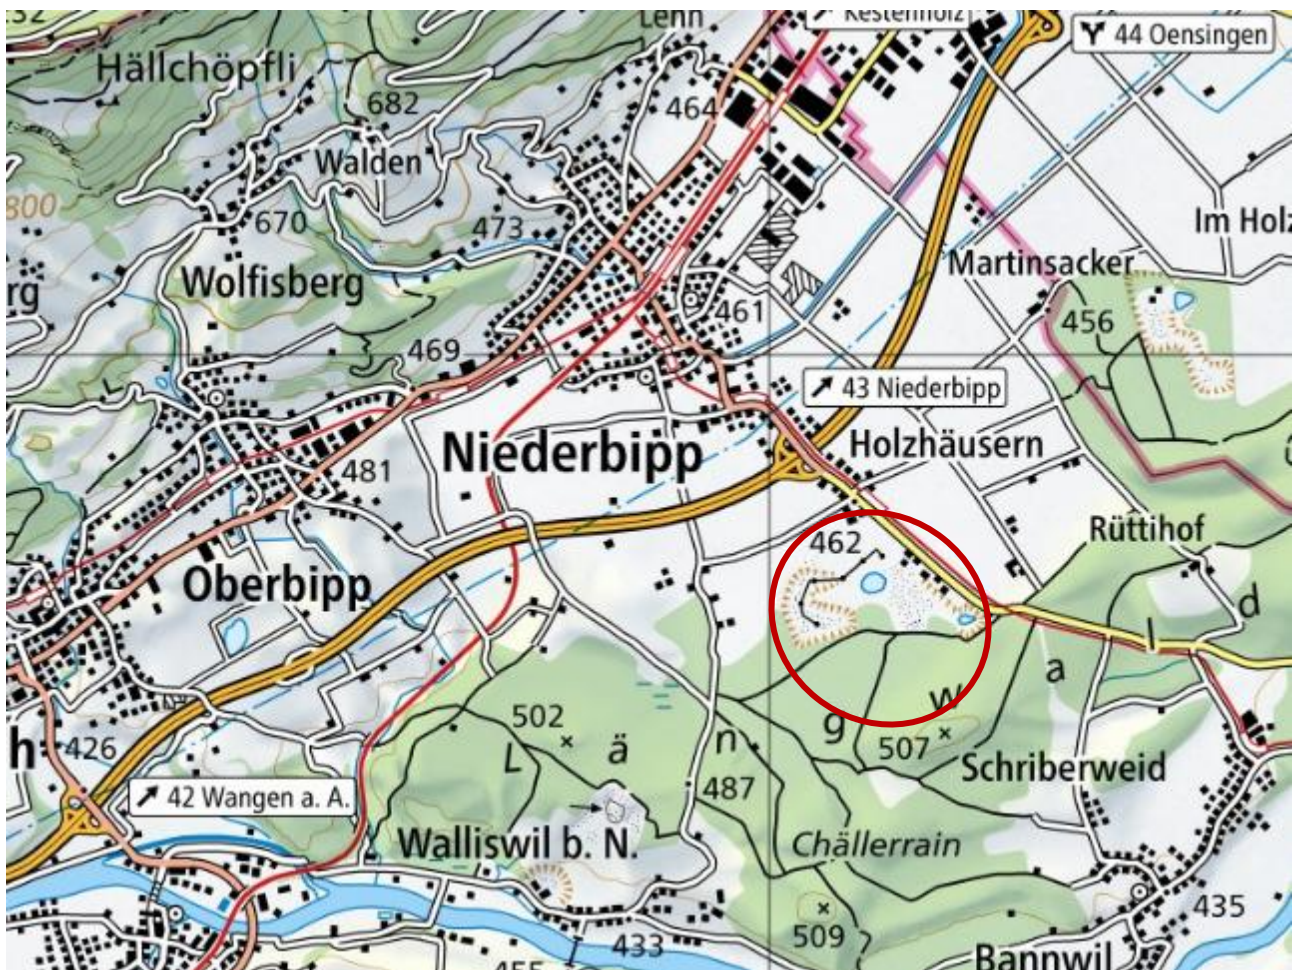 Lehn
Kestenholz
44 Oensingen
Hällchöpfli
682
464
Walden
800
670
473
Im Holz
Wolfisberg
Martinsacker
rg
461
456
469
43 Niederbipp
Niederbipp
Holzhäusern
481
462
Rüttihof
Oberbipp
d
l
a
w
502
g
L ä n
507
h
426
487
Schriberweid
42 Wangen a. A.
Walliswil b. N.
Chällerrain
435
509
433
Bannwil